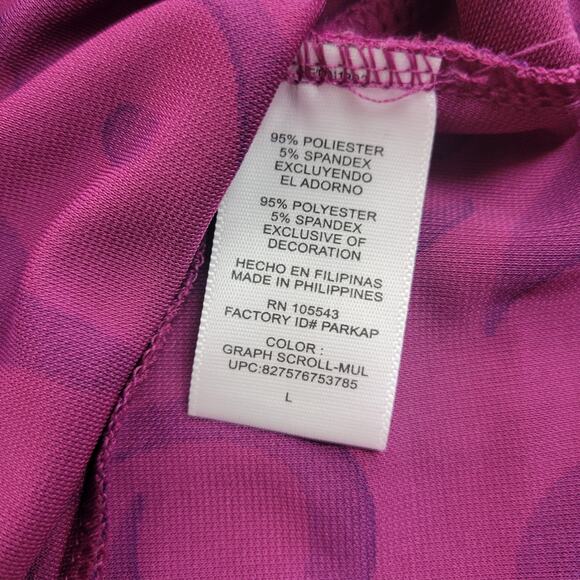 95% POLIESTER
5% SPANDEX
EXCLUYENDO
EL ADORNO
95% POLYESTER
5% SPANDEX
EXCLUSIVE OF
DECORATION
HECHO EN FILIPINAS
MADE IN PHILIPPINES
RN 105543
FACTORY ID# PARKAP
COLOR :
GRAPH SCROLL-MUL
UPC:827576753785
L